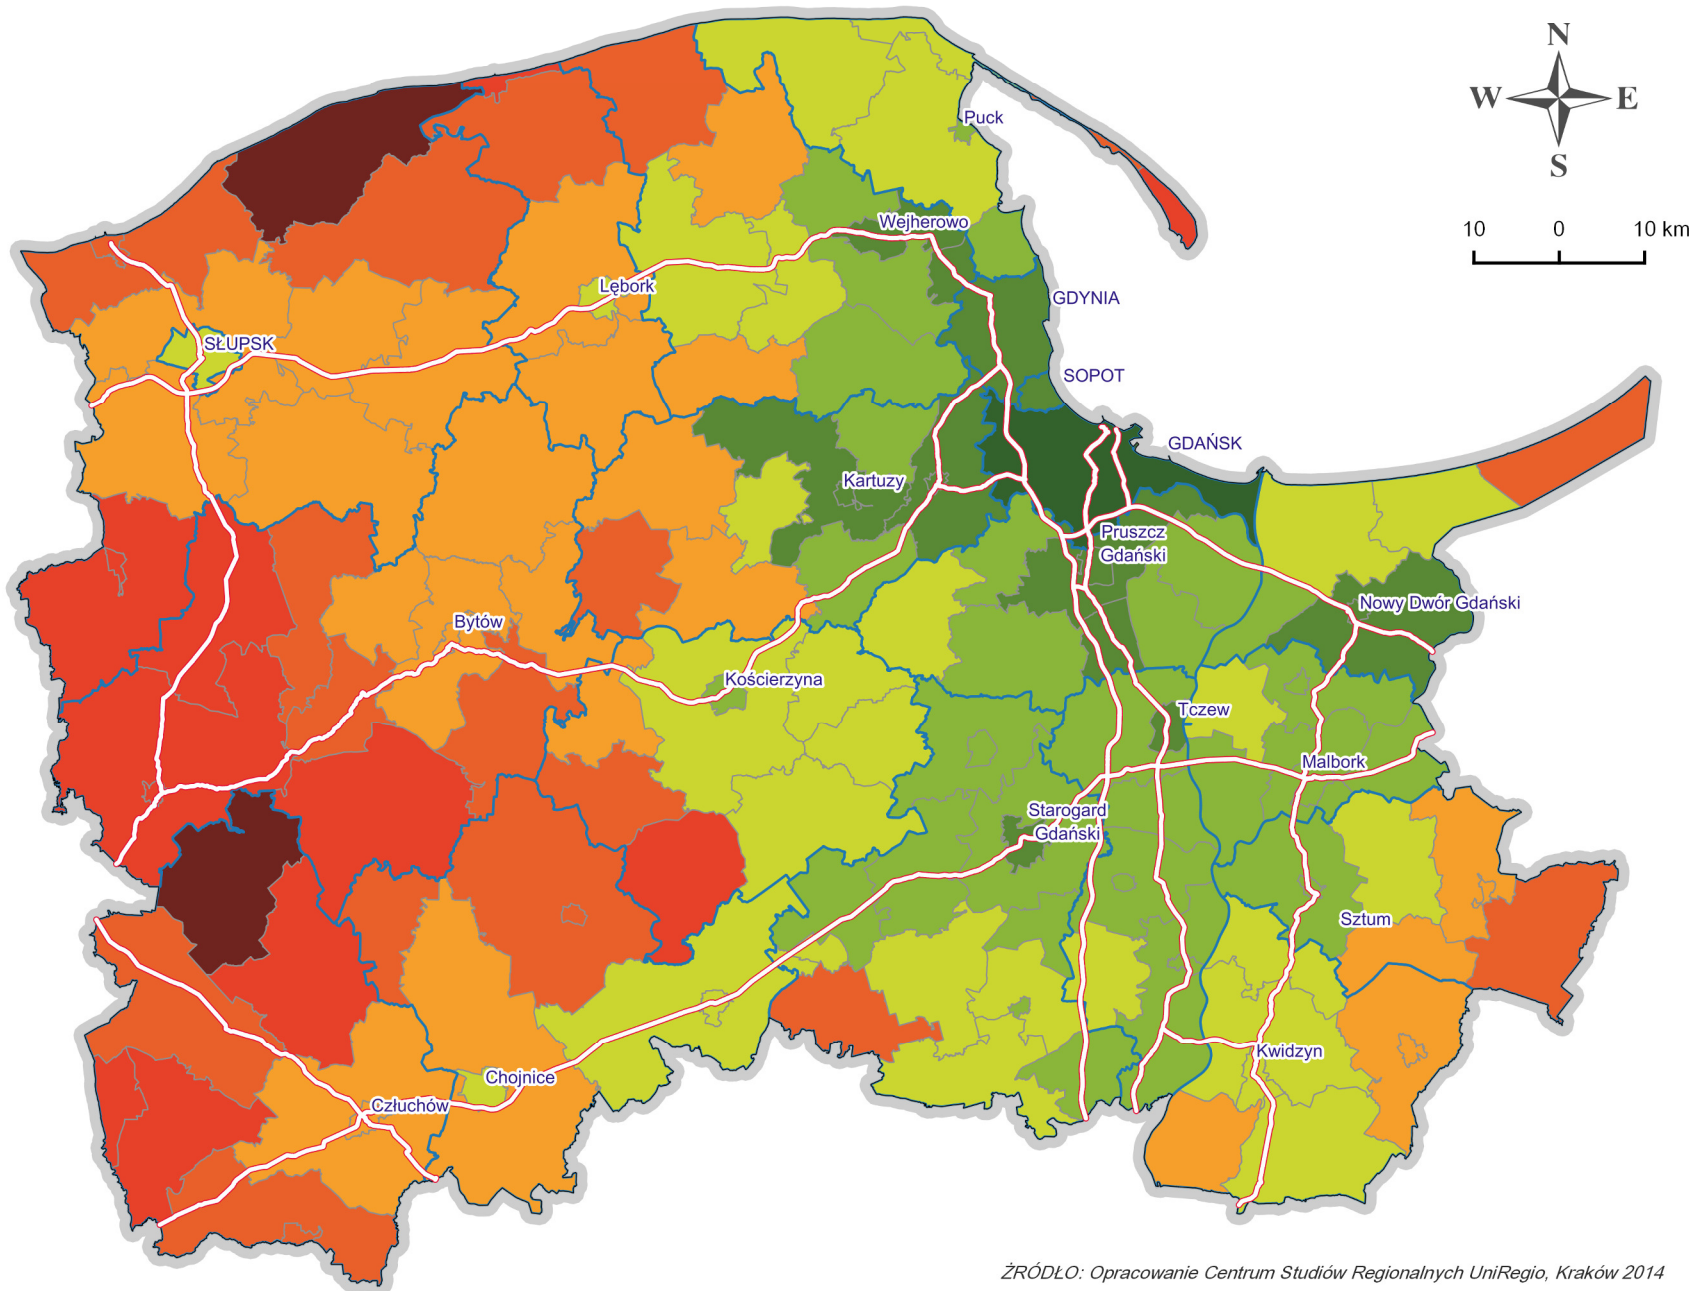 N
W E
S
10 0 10 km
Puck
Wejherowo
Lębork
GDYNIA
SŁUPSK
SOPOT
GDAŃSK
Kartuzy
Pruszcz
Gdański
Nowy Dwór Gdański
Bytów
Kościerzyna
Tczew
Malbork
Starogard
Gdański
Sztum
Kwidzyn
Chojnice
Człuchów
ŹRÓDŁO: Opracowanie Centrum Studiów Regionalnych UniRegio, Kraków 2014